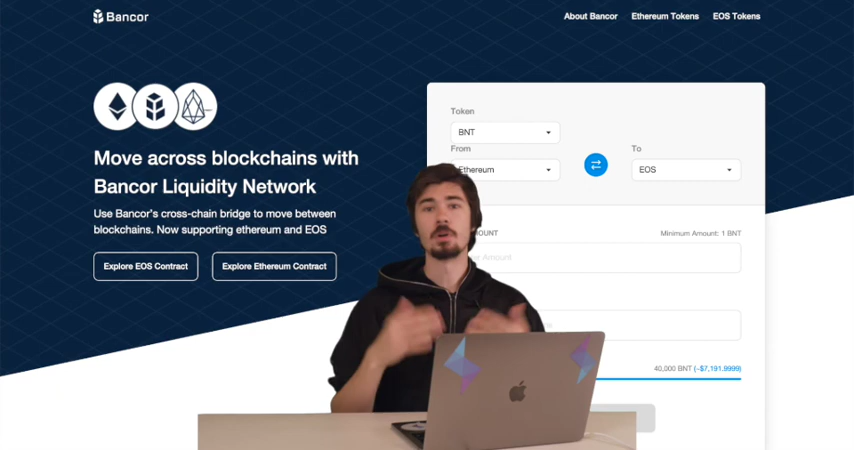 Bancor
About Bancor
Ethereum Tokens
EOS Tokens
Move across blockchains with
Bancor Liquidity Network
Use Bancor's cross-chain bridge to move between
blockchains. Now supporting ethereum and EOS
Explore EOS Contract
Explore Ethereum Contract
Token
BNT
From
To
Ethereum
EOS
Minimum Amount: 1 BNT
Amount
40,000 BNT (~$7,191.9999)